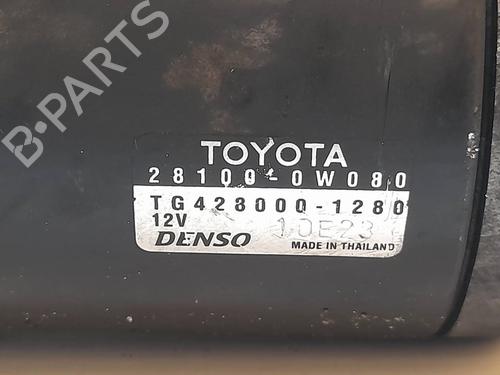 B-PARTS
TOYOTA
28100-0W080
TG428000-1280
12V 10E23
DENSO MADE IN THAILAND